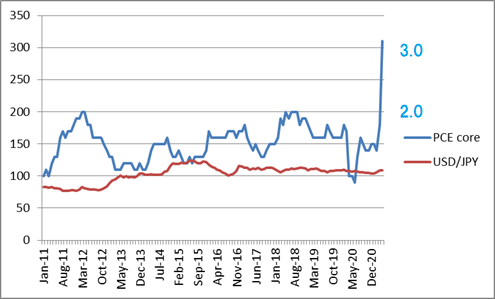 350
300
250
200
150
100
50
0
3.0
2.0
PCE core
USD/JPY
Jan-11
Aug-11
Mar-12
Oct-12
May-13
Dec-13
Jul-14
Feb-15
Sep-15
Apr-16
Nov-16
Jun-17
Jan-18
Aug-18
Mar-19
Oct-19
May-20
Dec-20